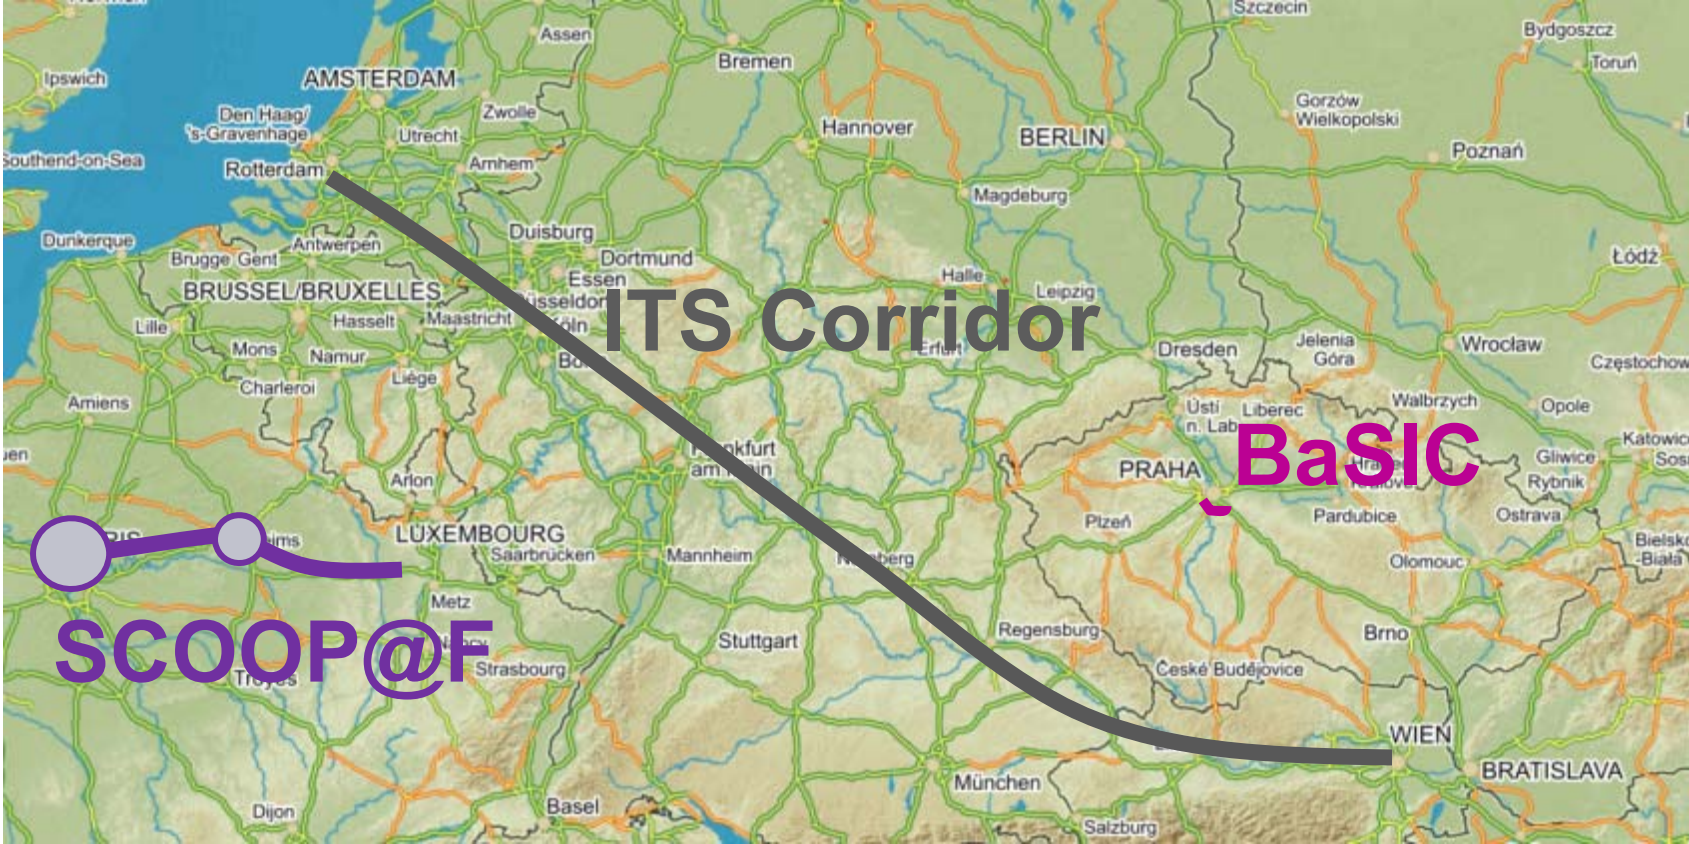 Szczecin
Assen
Bydgoszcz
Bremen
Toruń
Ipswich
AMSTERDAM
Gorzów
Wielkopolski
Zwolle
Den Haag/
's-Gravenhage
Utrecht
Hannover
BERLIN
Southend-on-Sea
Rotterdam
Arnhem
Poznań
Magdeburg
Dunkerque
Antwerpen
Duisburg
Brugge
Gent
Dortmund
Łódź
Essen
Halle
BRUSSEL/BRUXELLES
Leipzig
ITS Corridor
Lille
Hasselt
Maastricht
Mons
Namur
Erfurt
Dresden
Jelenia
Góra
Wrocław
Charleroi
Liége
Amiens
Ústí
n. Lab
Liberec
Walbrzych
Opole
BaSIC
PRAHA
Gliwice
Rybnik
Arlon
Plzeň
Pardubice
Ostrava
LUXEMBOURG
Saarbrücken
Mannheim
Olomouc
Bielsko
-Biała
Metz
SCOOP@F
Stuttgart
Regensburg
Brno
Strasbourg
České Budějovice
Troyes
WIEN
BRATISLAVA
München
Dijon
Basel
Salzburg